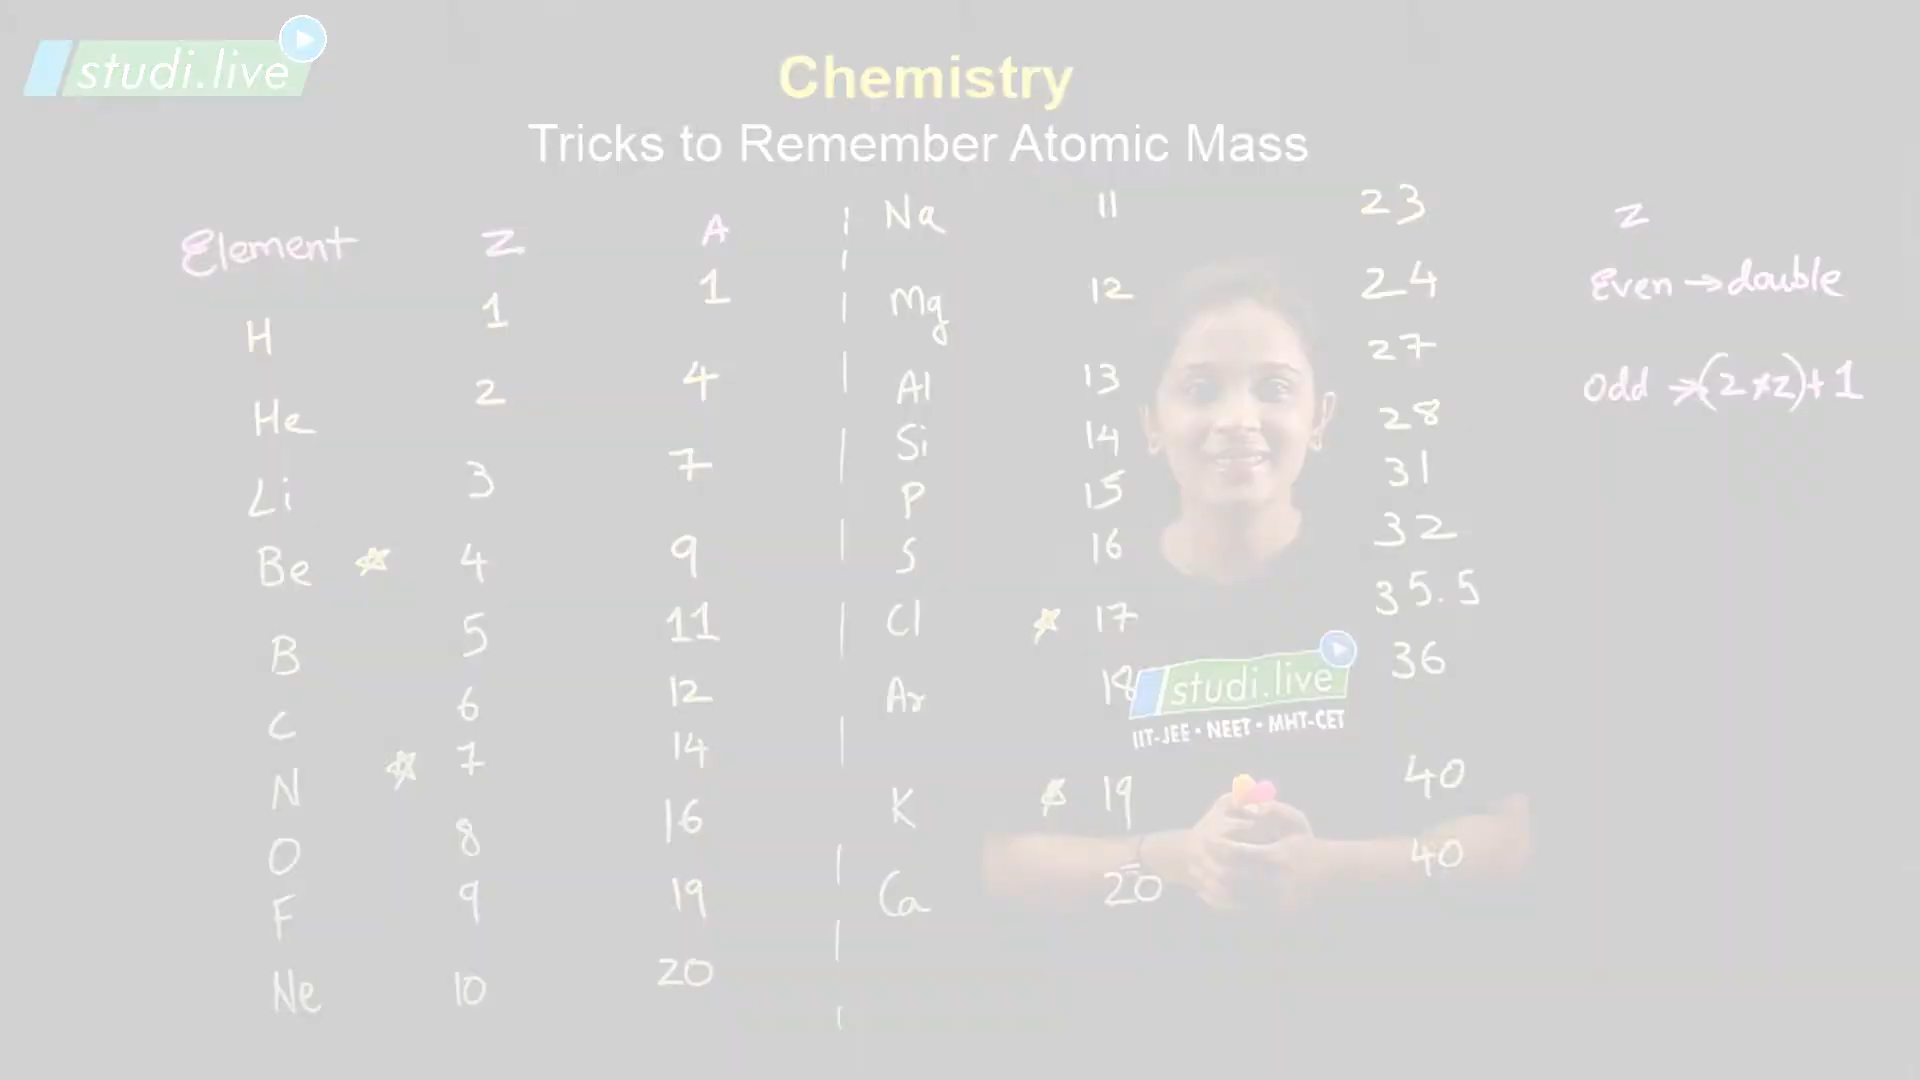 studi.live
Chemistry
Tricks to Remember Atomic Mass
Element Z A
H 1 1
He 2 4
Li 3 7
Be ☆ 4 9
B 5 11
C 6 12
N ☆ 7 14
O 8 16
F 9 19
Ne 10 20
Na 11 23
Mg 12 24
Al 13 27
Si 14 28
P 15 31
S 16 32
Cl ☆ 17 35.5
Ar 18 36
K ☆ 19 40
Ca 20 40
Z
Even → double
Odd → (2×Z)+1
studi.live
IIT-JEE • NEET • MHT-CET